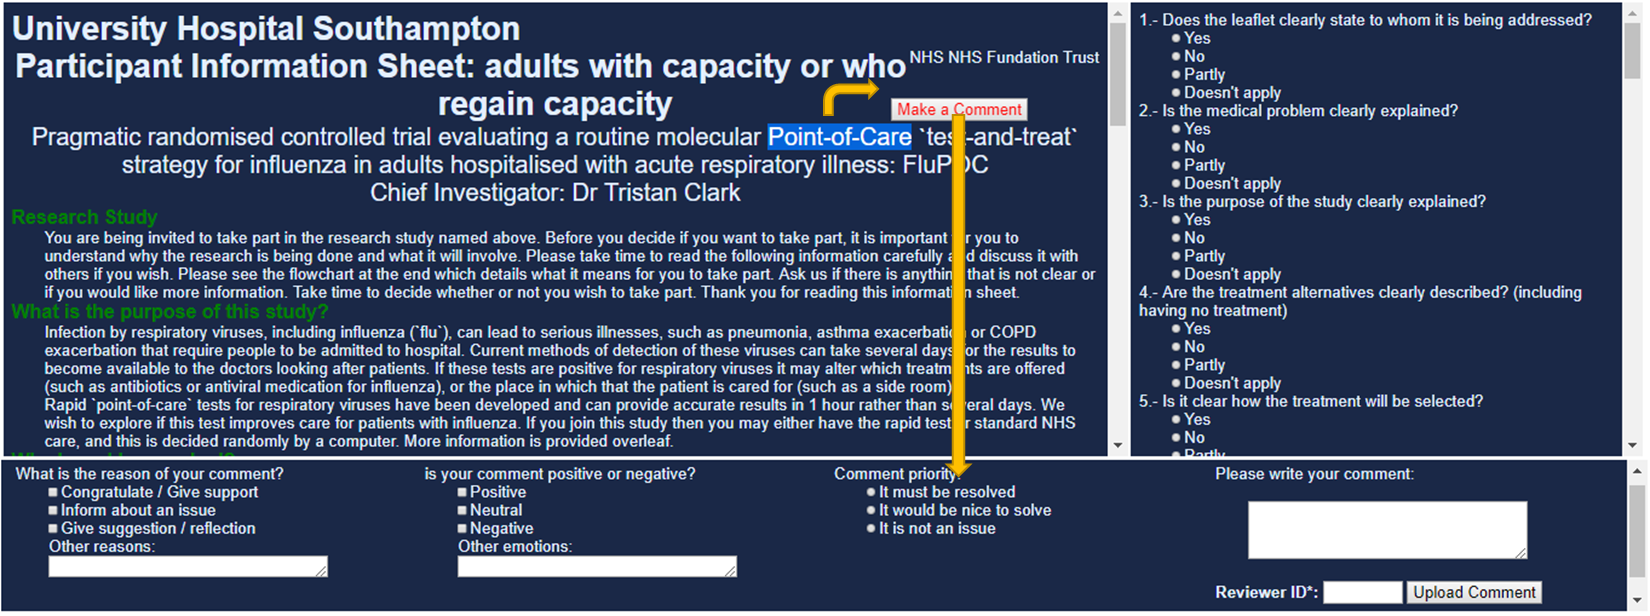 University Hospital Southampton
Participant Information Sheet: adults with capacity or who regain capacity
NHS NHS Fundation Trust
Make a Comment
Pragmatic randomised controlled trial evaluating a routine molecular Point-of-Care `test-and-treat`
strategy for influenza in adults hospitalised with acute respiratory illness: FluPOC
Chief Investigator: Dr Tristan Clark
Research Study
You are being invited to take part in the research study named above. Before you decide if you want to take part, it is important for you to
understand why the research is being done and what it will involve. Please take time to read the following information carefully and discuss it with
others if you wish. Please see the flowchart at the end which details what it means for you to take part. Ask us if there is anything that is not clear or
if you would like more information. Take time to decide whether or not you wish to take part. Thank you for reading this information sheet.
What is the purpose of this study?
Infection by respiratory viruses, including influenza (`flu`), can lead to serious illnesses, such as pneumonia, asthma exacerbation or COPD
exacerbation that require people to be admitted to hospital. Current methods of detection of these viruses can take several days for the results to
become available to the doctors looking after patients. If these tests are positive for respiratory viruses it may alter which treatments are offered
(such as antibiotics or antiviral medication for influenza), or the place in which that the patient is cared for (such as a side room)
Rapid `point-of-care` tests for respiratory viruses have been developed and can provide accurate results in 1 hour rather than several days. We
wish to explore if this test improves care for patients with influenza. If you join this study then you may either have the rapid test or standard NHS
care, and this is decided randomly by a computer. More information is provided overleaf.
1.- Does the leaflet clearly state to whom it is being addressed?
Yes
No
Partly
Doesn't apply
2.- Is the medical problem clearly explained?
Yes
No
Partly
Doesn't apply
3.- Is the purpose of the study clearly explained?
Yes
No
Partly
Doesn't apply
4.- Are the treatment alternatives clearly described? (including
having no treatment)
Yes
No
Partly
Doesn't apply
5.- Is it clear how the treatment will be selected?
Yes
No
Partly
What is the reason of your comment?
Congratulate / Give support
Inform about an issue
Give suggestion / reflection
Other reasons:
is your comment positive or negative?
Positive
Neutral
Negative
Other emotions:
Comment priority:
It must be resolved
It would be nice to solve
It is not an issue
Please write your comment:
Reviewer ID*:
Upload Comment